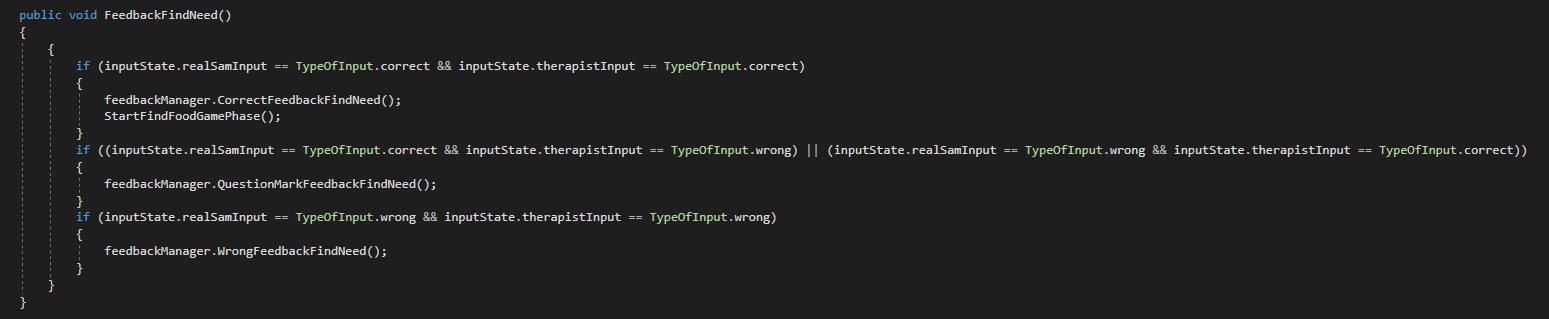 public void FeedbackFindNeed()
{
{
if (inputState.realSamInput == TypeOfInput.correct && inputState.therapistInput == TypeOfInput.correct)
{
feedbackManager.CorrectFeedbackFindNeed();
StartFindFoodGamePhase();
}
if ((inputState.realSamInput == TypeOfInput.correct && inputState.therapistInput == TypeOfInput.wrong) || (inputState.realSamInput == TypeOfInput.wrong && inputState.therapistInput == TypeOfInput.correct))
{
feedbackManager.QuestionMarkFeedbackFindNeed();
}
if (inputState.realSamInput == TypeOfInput.wrong && inputState.therapistInput == TypeOfInput.wrong)
{
feedbackManager.WrongFeedbackFindNeed();
}
}
}